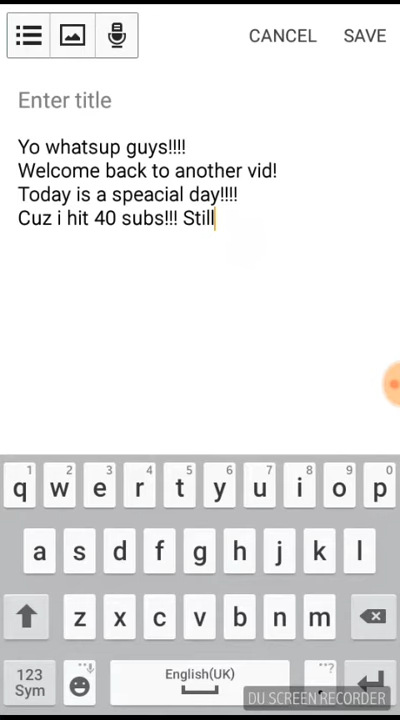 CANCEL SAVE
Enter title
Yo whatsup guys!!!!
Welcome back to another vid!
Today is a speacial day!!!!
Cuz i hit 40 subs!!! Still
1 2 3 4 5 6 7 8 9 0
q w e r t y u i o p
a s d f g h j k l
z x c v b n m
123
Sym
English(UK)
,
?
.
DU SCREEN RECORDER